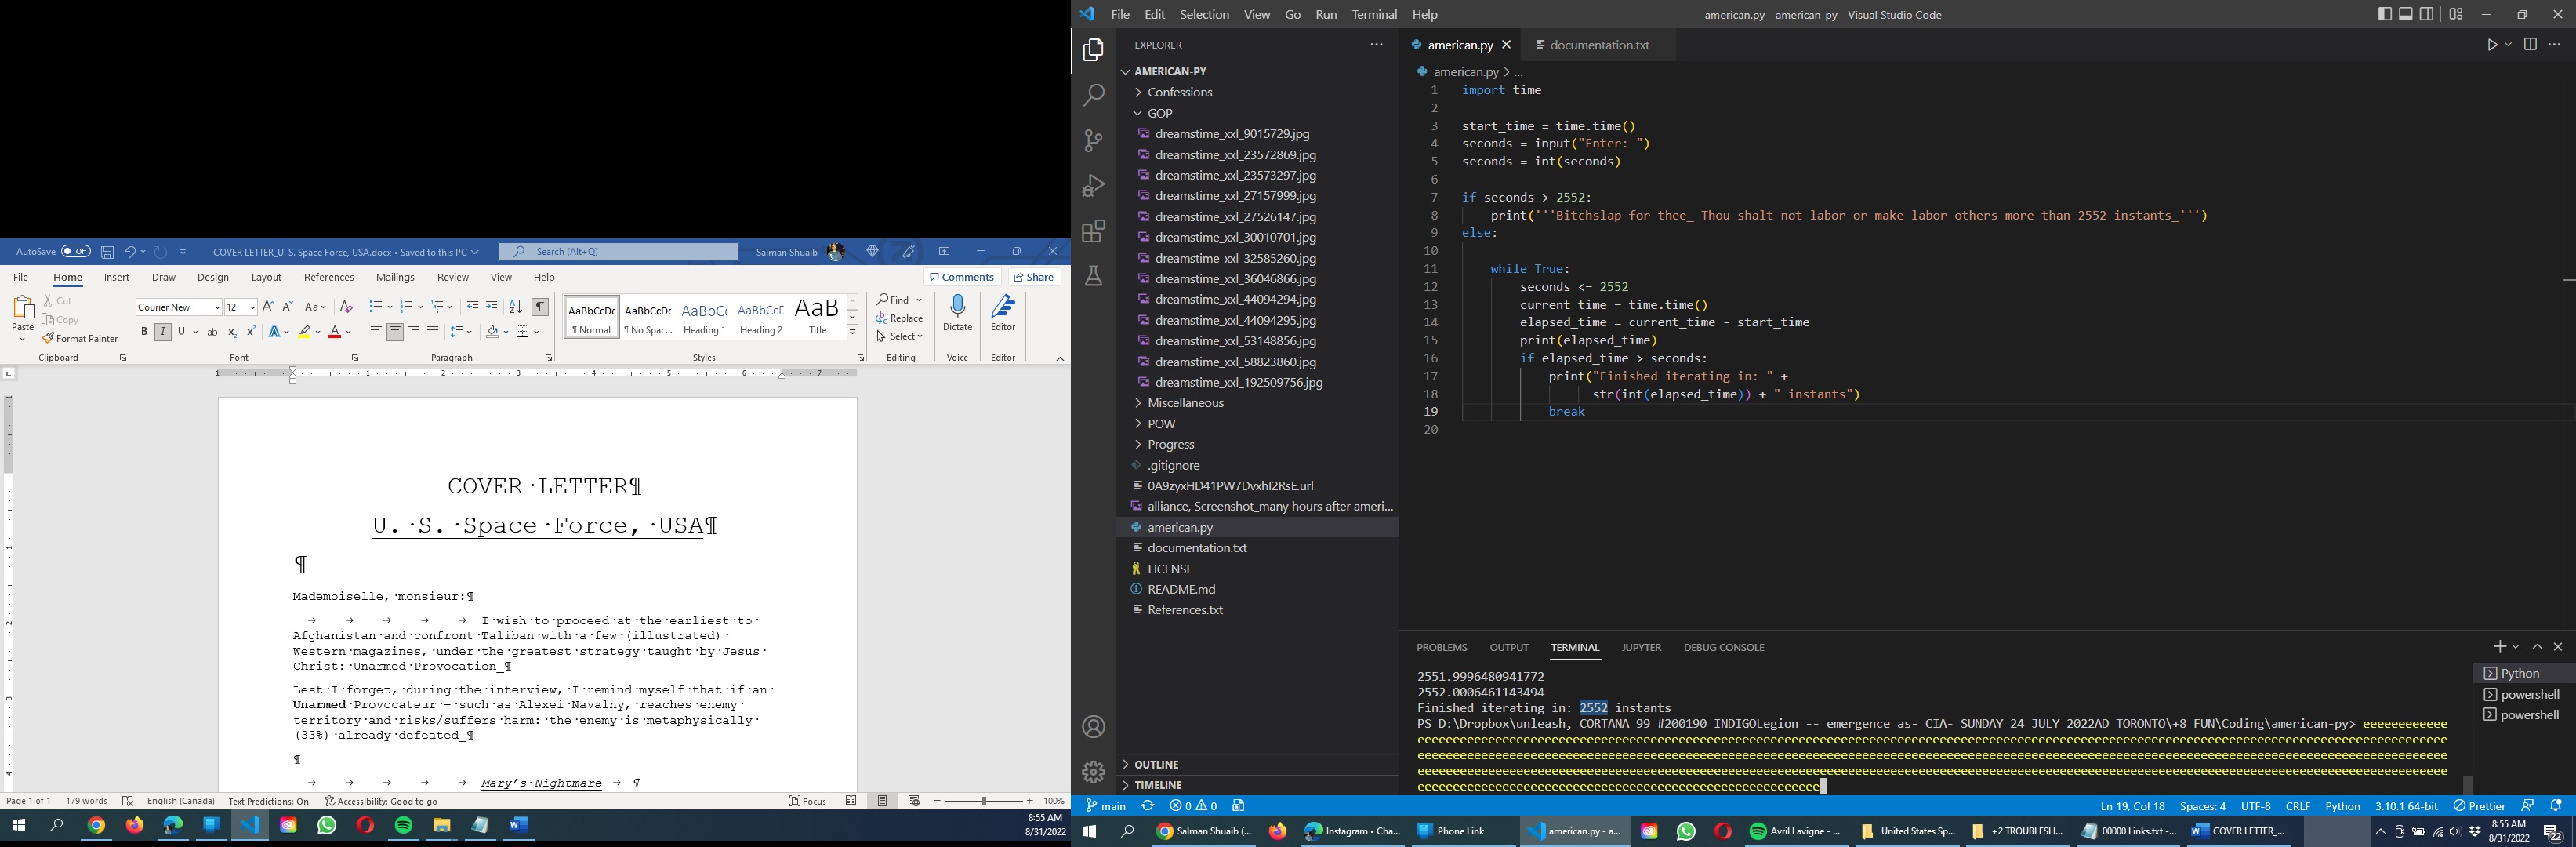 AutoSave Off COVER LETTER_U. S. Space Force, USA.docx • Saved to this PC Search (Alt+Q) Salman Shuaib
File Home Insert Draw Design Layout References Mailings Review View Help Comments Share
Paste Cut Copy Format Painter
Clipboard
Courier New 12
Font
Paragraph
AaBbCcDc AaBbCcDc AaBbCc AaBbCcD AaB
¶ Normal ¶ No Spac... Heading 1 Heading 2 Title
Styles
Find Replace Select
Editing
Dictate
Voice
Editor
Editor
COVER·LETTER¶
U.·S.·Space·Force,·USA¶
¶
Mademoiselle,·monsieur:¶
→ → → → → I·wish·to·proceed·at·the·earliest·to·
Afghanistan·and·confront·Taliban·with·a·few·(illustrated)·
Western·magazines,·under·the·greatest·strategy·taught·by·Jesus·
Christ:·Unarmed·Provocation_¶
Lest·I·forget,·during·the·interview,·I·remind·myself·that·if·an·
Unarmed·Provocateur·–·such·as·Alexei·Navalny,·reaches·enemy·
territory·and·risks/suffers·harm:·the·enemy·is·metaphysically·
(33%)·already·defeated_¶
¶
→ → → → → Mary's·Nightmare → ¶
Page 1 of 1 179 words English (Canada) Text Predictions: On Accessibility: Good to go Focus 100%
8:55 AM
8/31/2022
File Edit Selection View Go Run Terminal Help american.py - american-py - Visual Studio Code
EXPLORER
AMERICAN-PY
Confessions
GOP
dreamstime_xxl_9015729.jpg
dreamstime_xxl_23572869.jpg
dreamstime_xxl_23573297.jpg
dreamstime_xxl_27157999.jpg
dreamstime_xxl_27526147.jpg
dreamstime_xxl_30010701.jpg
dreamstime_xxl_32585260.jpg
dreamstime_xxl_36046866.jpg
dreamstime_xxl_44094294.jpg
dreamstime_xxl_44094295.jpg
dreamstime_xxl_53148856.jpg
dreamstime_xxl_58823860.jpg
dreamstime_xxl_192509756.jpg
Miscellaneous
POW
Progress
.gitignore
0A9zyxHD41PW7DvxhI2RsE.url
alliance, Screenshot_many hours after ameri...
american.py
documentation.txt
LICENSE
README.md
References.txt
OUTLINE
TIMELINE
american.py documentation.txt
american.py > ...
1 import time
2
3 start_time = time.time()
4 seconds = input("Enter: ")
5 seconds = int(seconds)
6
7 if seconds > 2552:
8 print('''Bitchslap for thee_ Thou shalt not labor or make labor others more than 2552 instants_''')
9 else:
10
11 while True:
12 seconds <= 2552
13 current_time = time.time()
14 elapsed_time = current_time - start_time
15 print(elapsed_time)
16 if elapsed_time > seconds:
17 print("Finished iterating in: " +
18 str(int(elapsed_time)) + " instants")
19 break
20
PROBLEMS OUTPUT TERMINAL JUPYTER DEBUG CONSOLE
2551.9996480941772
2552.0006461143494
Finished iterating in: 2552 instants
PS D:\Dropbox\unleash, CORTANA 99 #200190 INDIGOLegion -- emergence as- CIA- SUNDAY 24 JULY 2022AD TORONTO\+8 FUN\Coding\american-py> eeeeeeeeeeee
Python
powershell
powershell
main 0 0 Ln 19, Col 18 Spaces: 4 UTF-8 CRLF Python 3.10.1 64-bit Prettier
Salman Shuaib (... Instagram • Cha... Phone Link american.py - a... Avril Lavigne - ... United States Sp... +2 TROUBLESH... 00000 Links.txt -... COVER LETTER_... 8:55 AM
8/31/2022 22